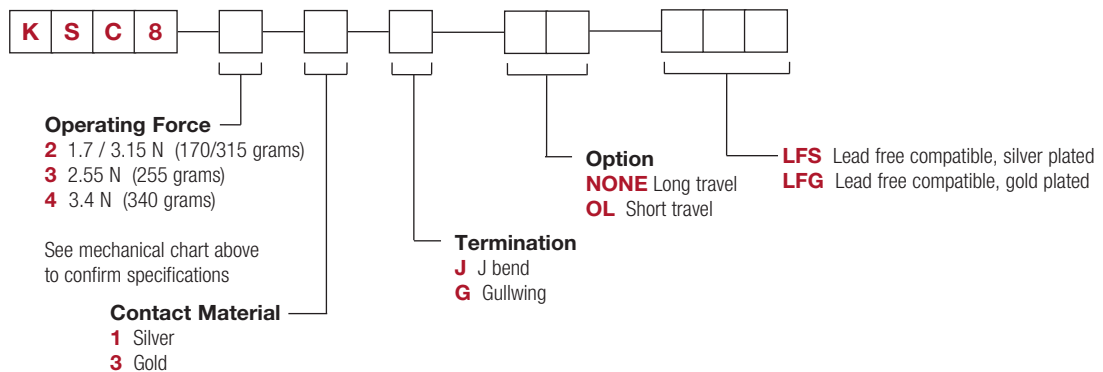 K S C 8
Operating Force
2 1.7 / 3.15 N (170/315 grams)
3 2.55 N (255 grams)
4 3.4 N (340 grams)
See mechanical chart above
to confirm specifications
Contact Material
1 Silver
3 Gold
Termination
J J bend
G Gullwing
Option
NONE Long travel
OL Short travel
LFS Lead free compatible, silver plated
LFG Lead free compatible, gold plated